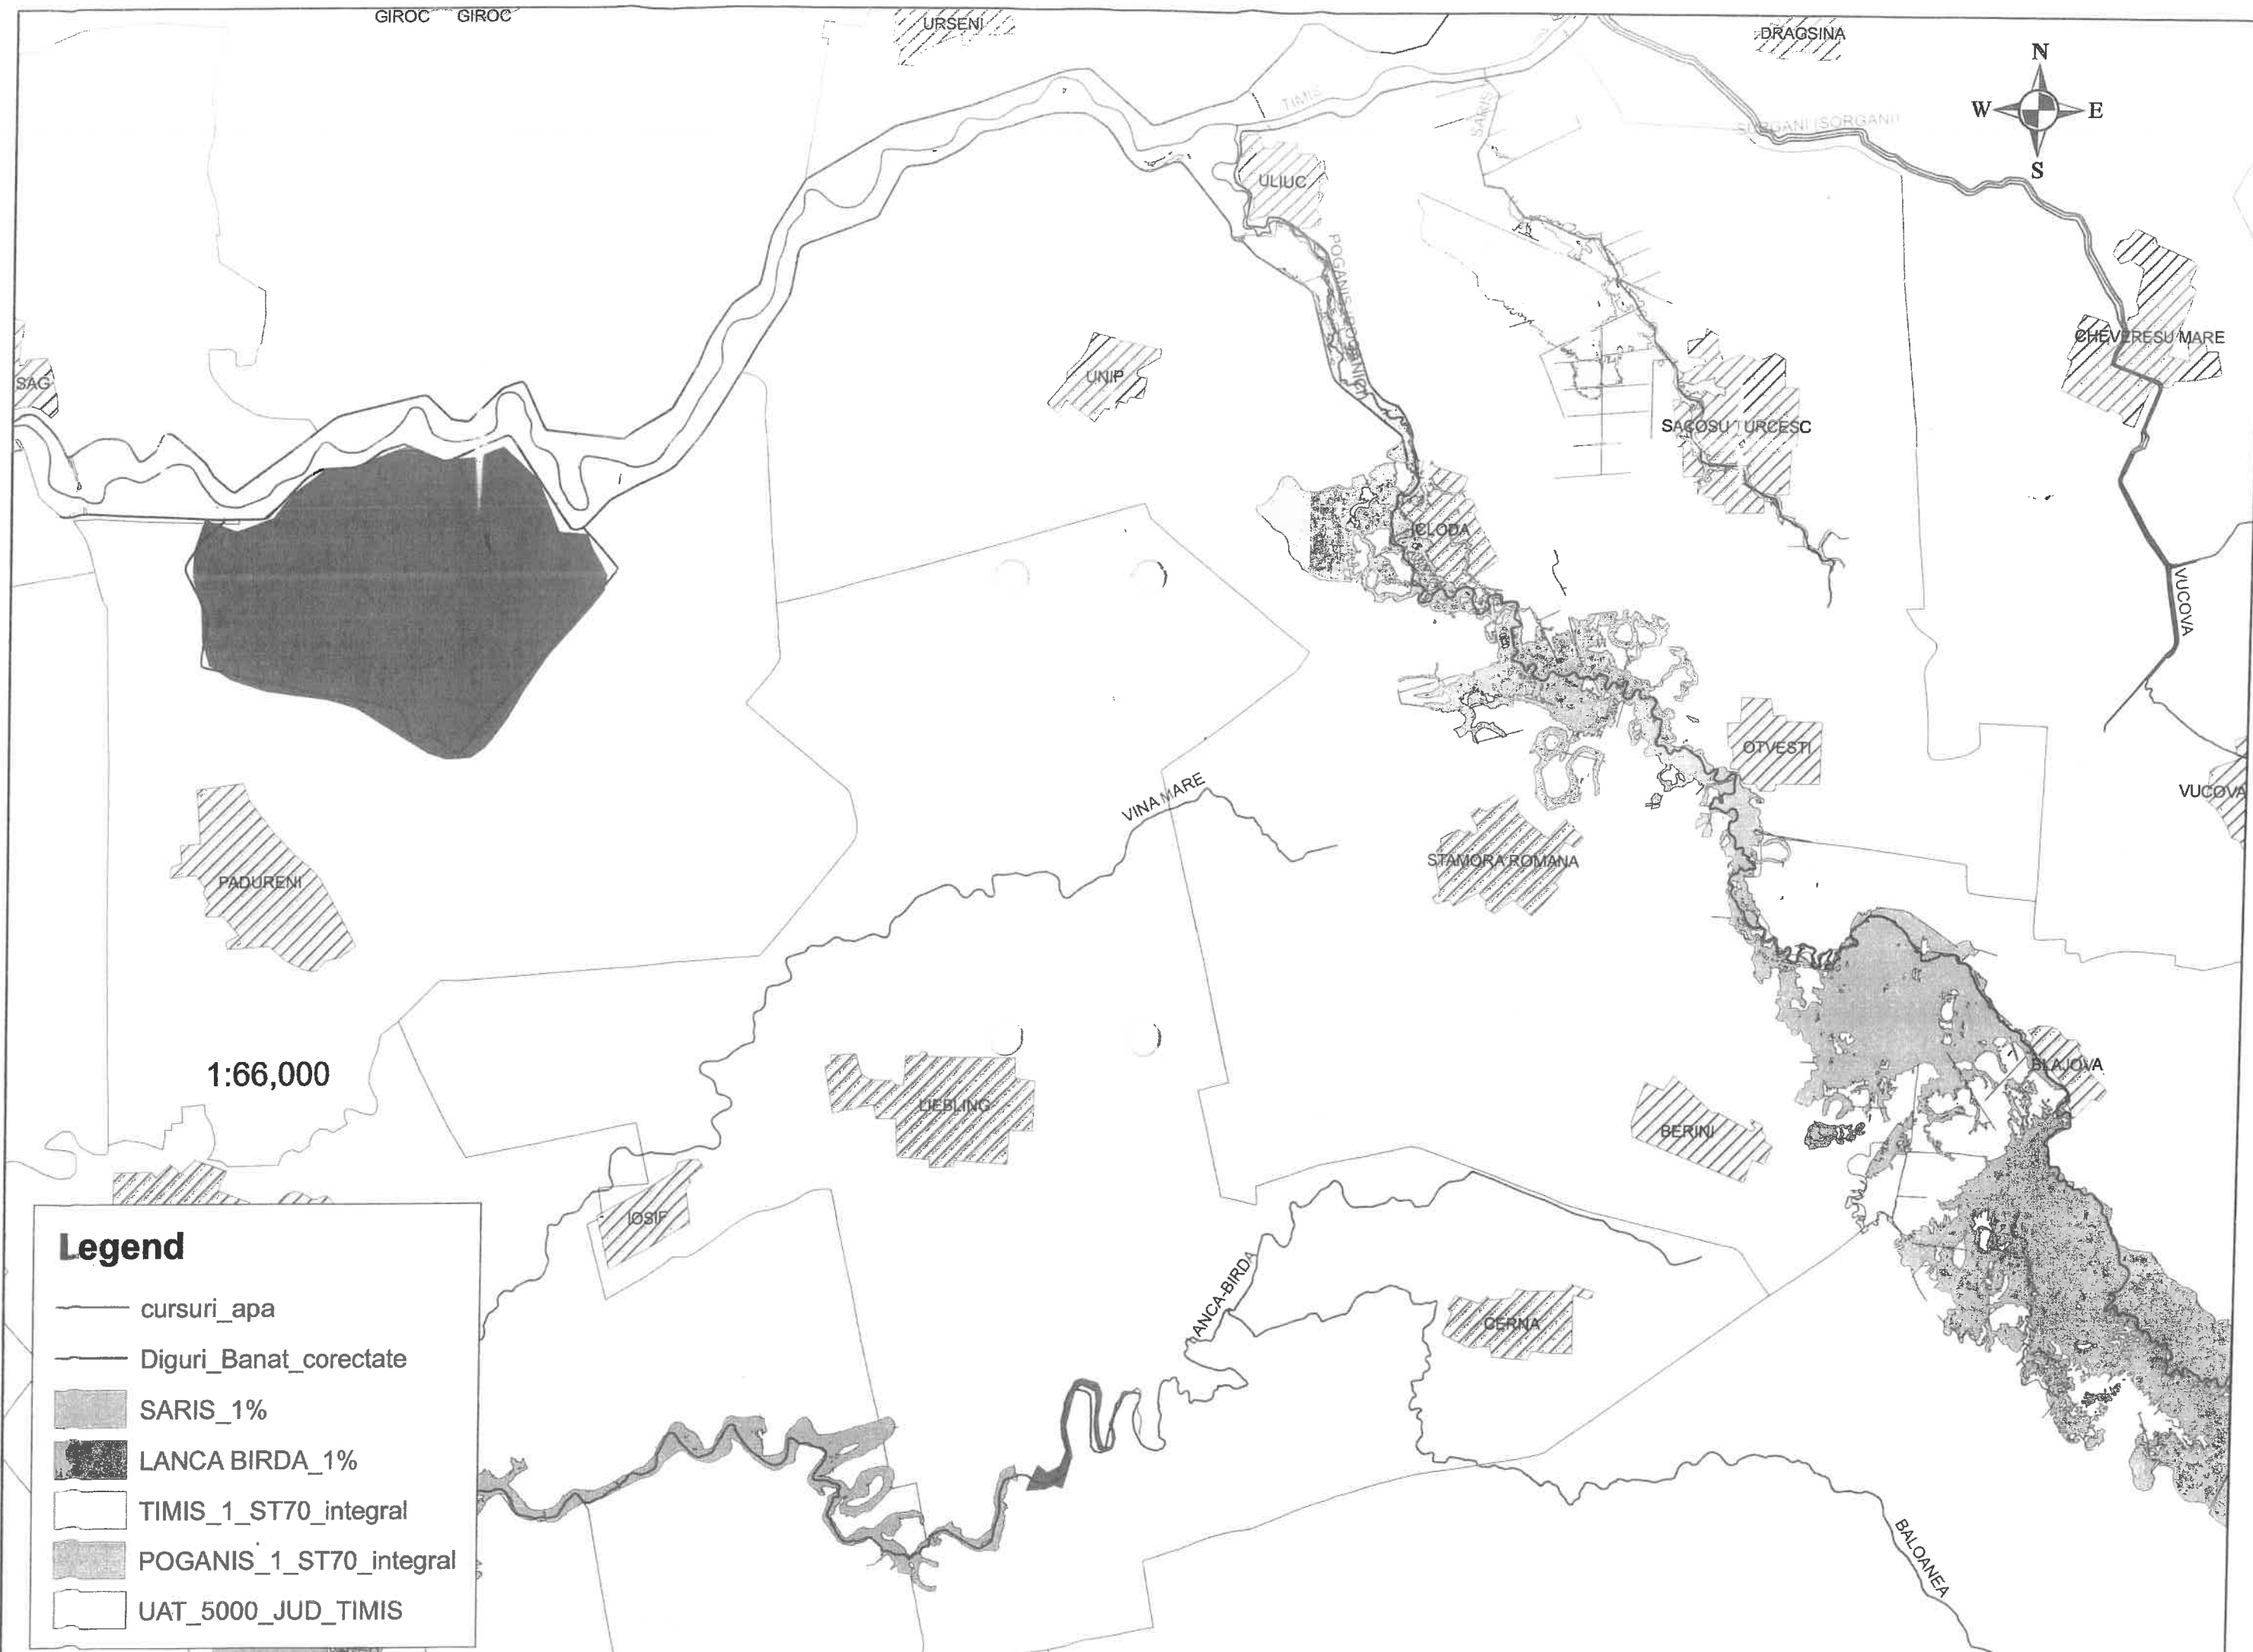 GIROC GIROC
URSENI
DRAGSINA
N
W E
S
TIMIS
SARIS
SURGANI (SORGANI)
ULIUC
CHEVERESU MARE
SAG
UNIP
SACOSU TURCESC
ICLODA
VUCOVA
OTVESTI
VUCOVA
VINA MARE
STAMORA ROMANA
PADURENI
1:66,000
BLAJOVA
LIEBLING
BERINI
IOSIF
LANCA-BIRDA
CERNA
BALOANEA
Legend
cursuri_apa
Diguri_Banat_corectate
SARIS_1%
LANCA BIRDA_1%
TIMIS_1_ST70_integral
POGANIS_1_ST70_integral
UAT_5000_JUD_TIMIS